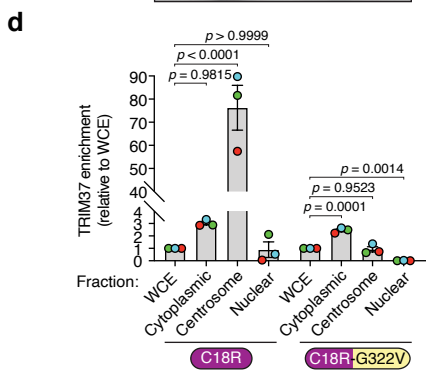 d
p > 0.9999
p < 0.0001
p = 0.9815
TRIM37 enrichment
(relative to WCE)
90
80
70
60
50
40
4
3
2
1
0
p = 0.0014
p = 0.9523
p = 0.0001
Fraction:
WCE
Cytoplasmic
Centrosome
Nuclear
WCE
Cytoplasmic
Centrosome
Nuclear
C18R
C18R-G322V